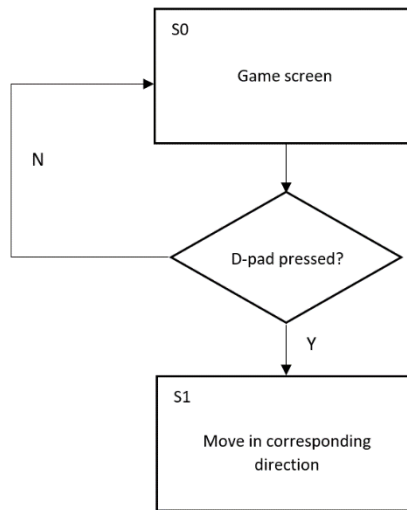 S0
Game screen
N
D-pad pressed?
Y
S1
Move in corresponding
direction